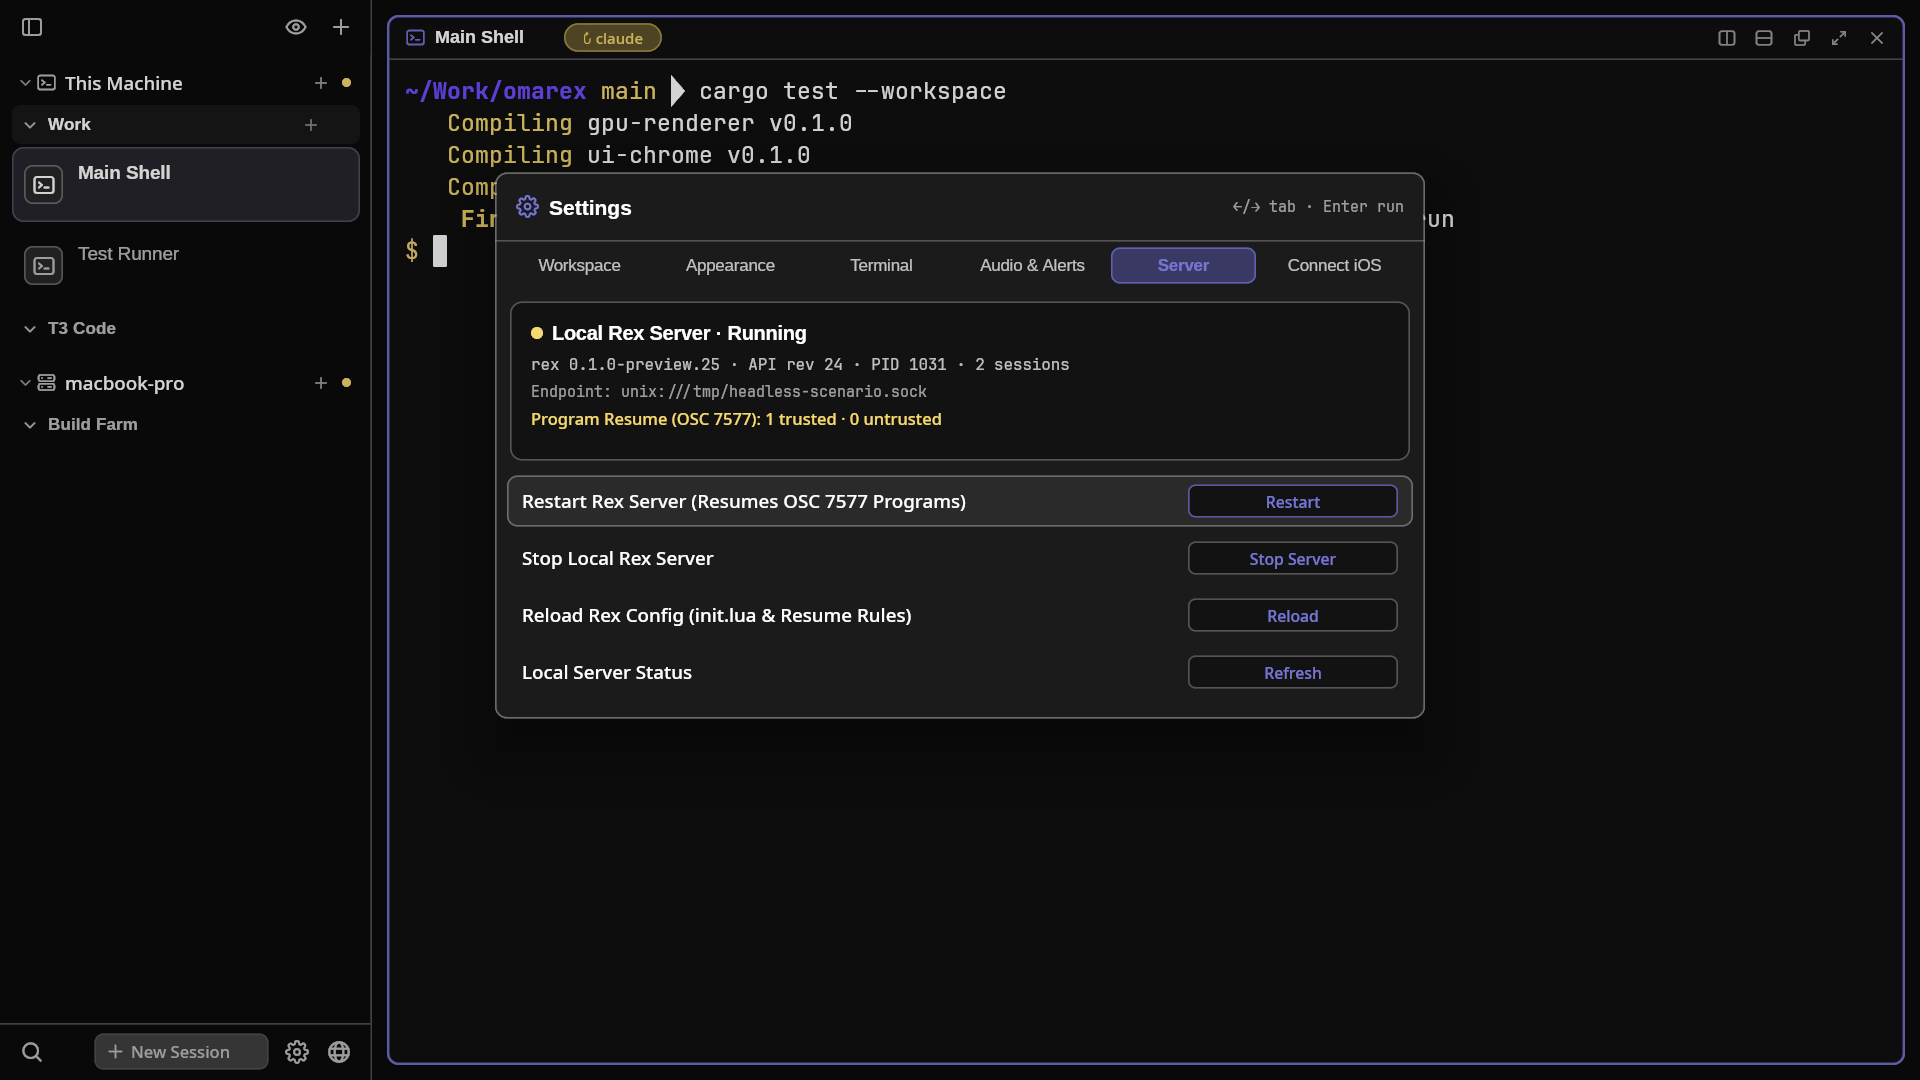 This Machine
Work
Main Shell
Test Runner
T3 Code
macbook-pro
Build Farm
New Session
Main Shell
claude
~/Work/omarex main cargo test --workspace
Compiling gpu-renderer v0.1.0
Compiling ui-chrome v0.1.0
$
Settings
←/→ tab · Enter run
Workspace
Appearance
Terminal
Audio & Alerts
Server
Connect iOS
Local Rex Server · Running
rex 0.1.0-preview.25 · API rev 24 · PID 1031 · 2 sessions
Endpoint: unix:///tmp/headless-scenario.sock
Program Resume (OSC 7577): 1 trusted · 0 untrusted
Restart Rex Server (Resumes OSC 7577 Programs)
Restart
Stop Local Rex Server
Stop Server
Reload Rex Config (init.lua & Resume Rules)
Reload
Local Server Status
Refresh